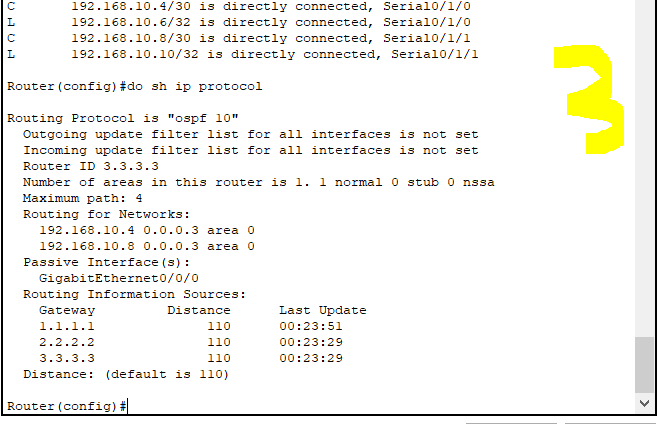 C       192.168.10.4/30 is directly connected, Serial0/1/0
L       192.168.10.6/32 is directly connected, Serial0/1/0
C       192.168.10.8/30 is directly connected, Serial0/1/1
L       192.168.10.10/32 is directly connected, Serial0/1/1
Router(config)#do sh ip protocol
3
Routing Protocol is "ospf 10"
  Outgoing update filter list for all interfaces is not set
  Incoming update filter list for all interfaces is not set
  Router ID 3.3.3.3
  Number of areas in this router is 1. 1 normal 0 stub 0 nssa
  Maximum path: 4
  Routing for Networks:
    192.168.10.4 0.0.0.3 area 0
    192.168.10.8 0.0.0.3 area 0
  Passive Interface(s):
    GigabitEthernet0/0/0
  Routing Information Sources:
    Gateway         Distance      Last Update
    1.1.1.1              110      00:23:51
    2.2.2.2              110      00:23:29
    3.3.3.3              110      00:23:29
  Distance: (default is 110)
Router(config)#